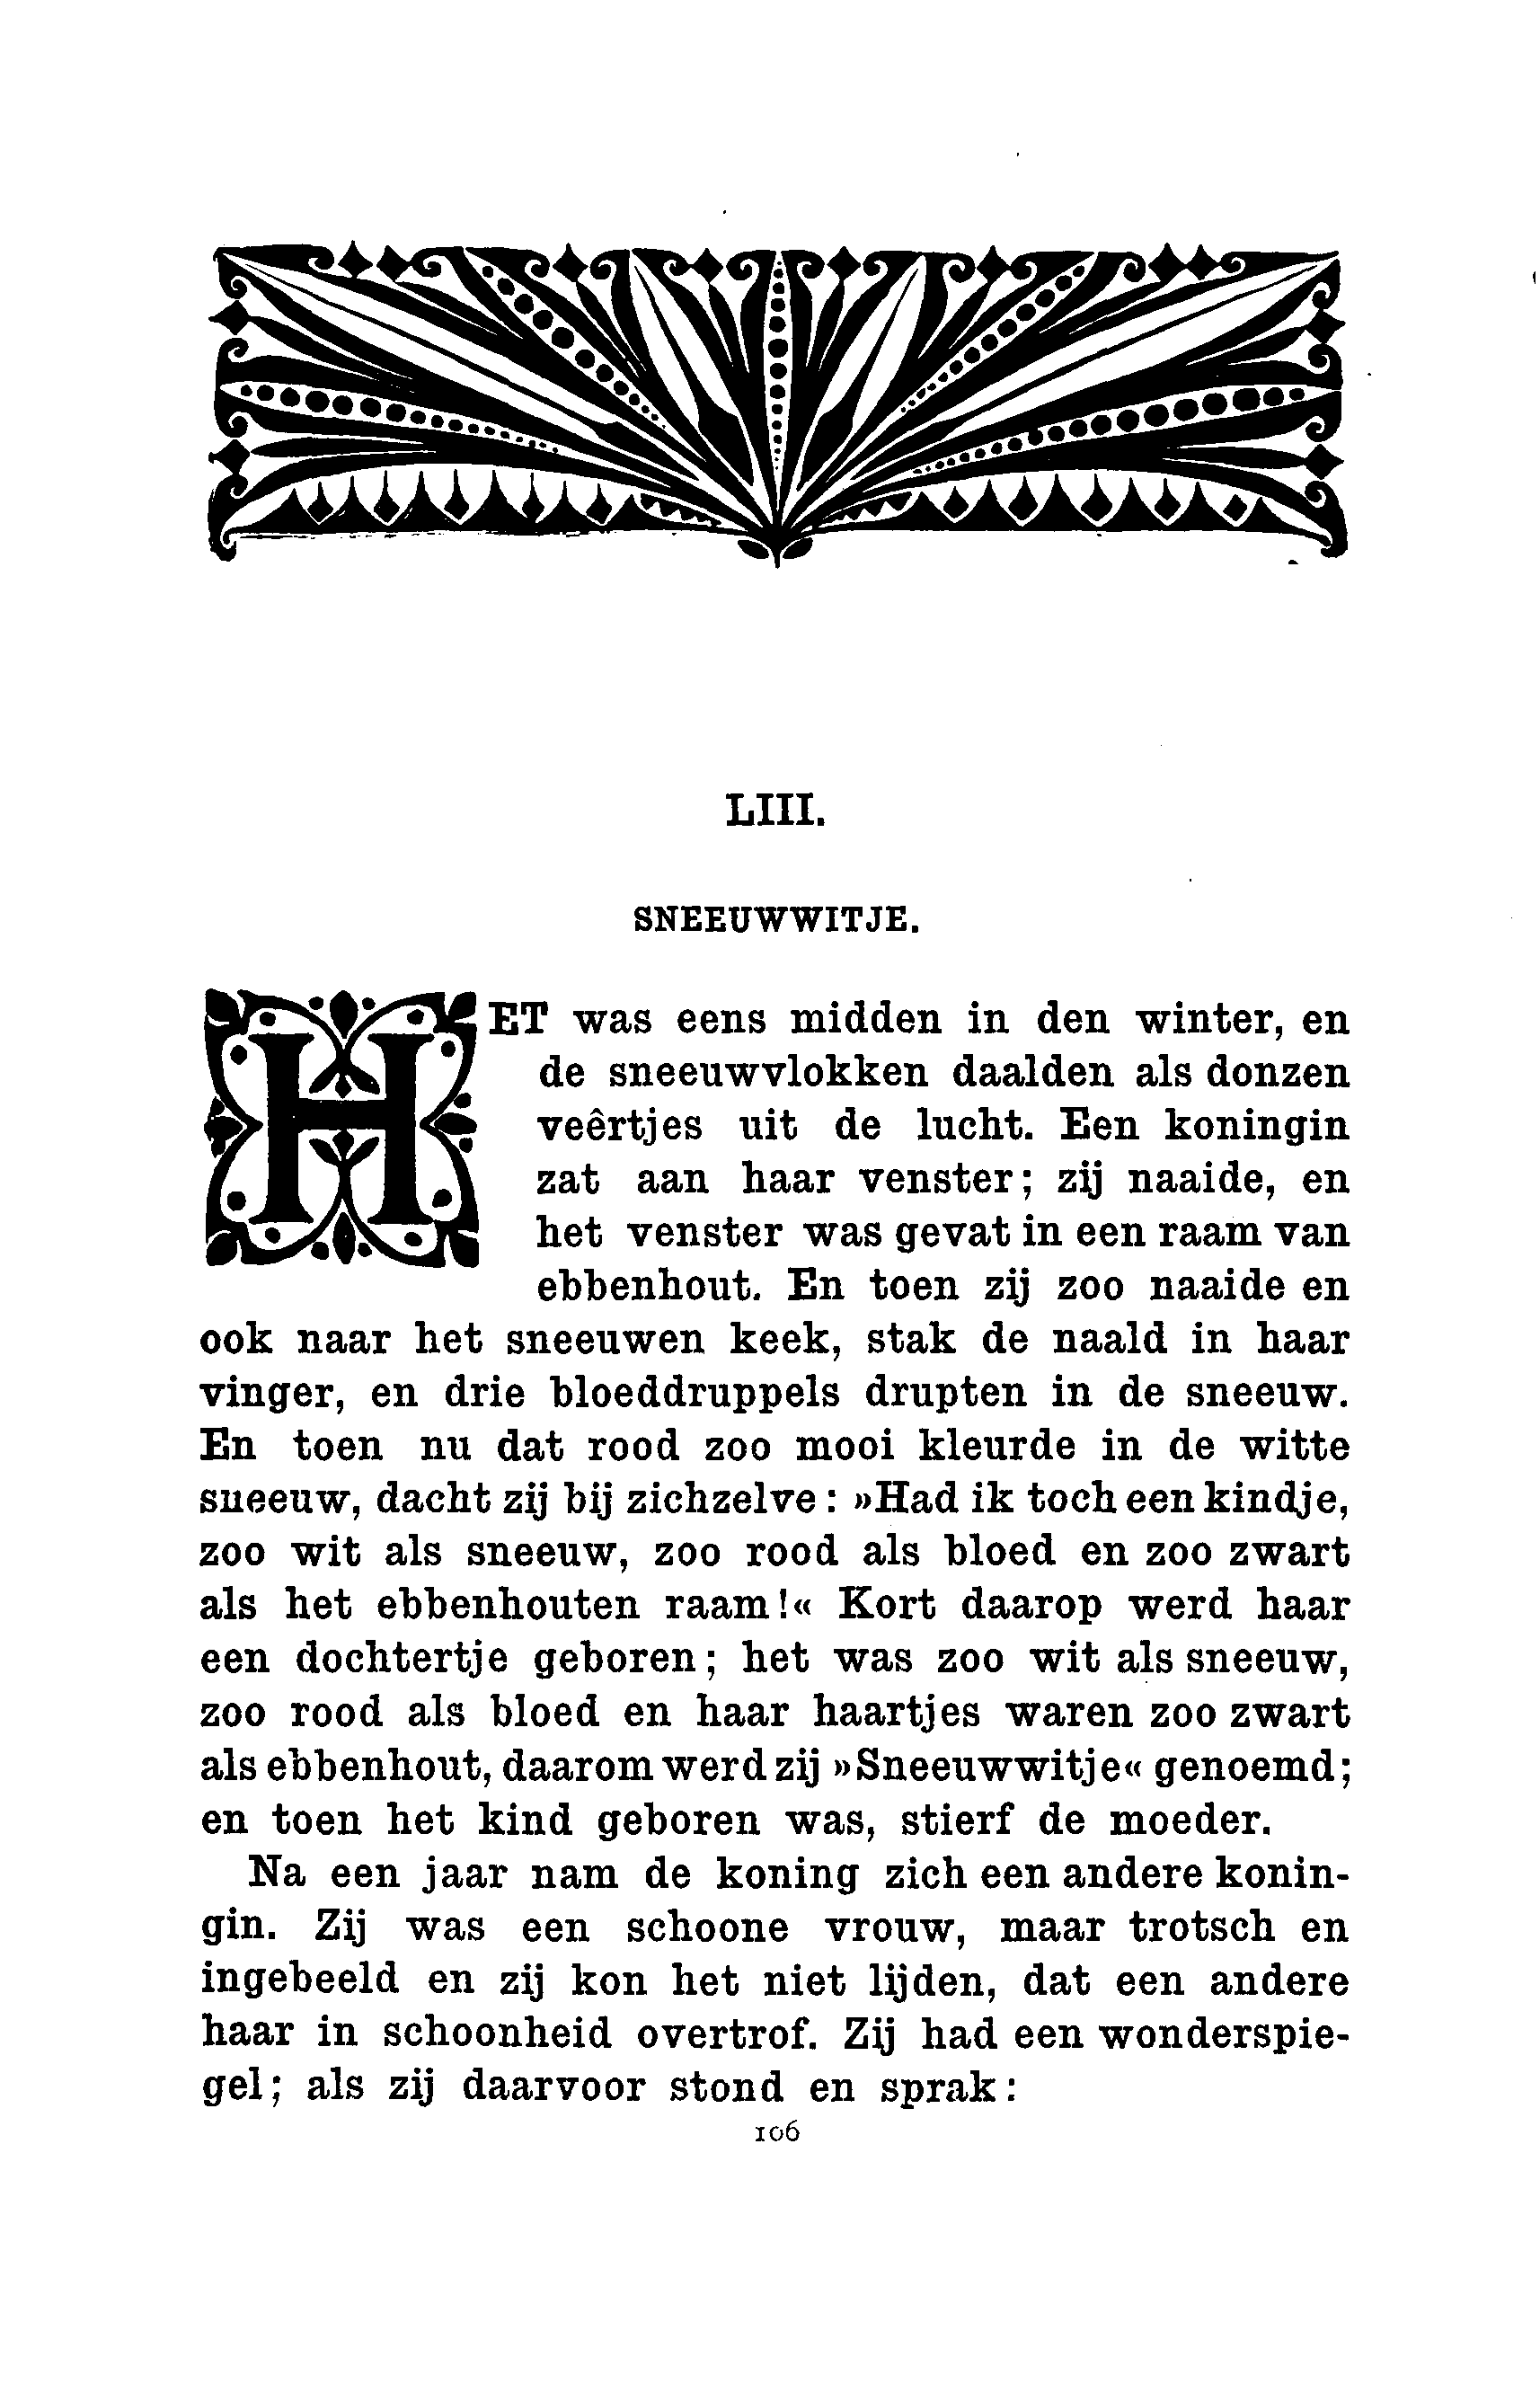 LIII.
SNEEUWWITJE.
HET was eens midden in den winter, en
de sneeuwvlokken daalden als donzen
veêrtjes uit de lucht. Een koningin
zat aan haar venster; zij naaide, en
het venster was gevat in een raam van
ebbenhout. En toen zij zoo naaide en
ook naar het sneeuwen keek, stak de naald in haar
vinger, en drie bloeddruppels drupten in de sneeuw.
En toen nu dat rood zoo mooi kleurde in de witte
sneeuw, dacht zij bij zichzelve: »Had ik toch een kindje,
zoo wit als sneeuw, zoo rood als bloed en zoo zwart
als het ebbenhouten raam!« Kort daarop werd haar
een dochtertje geboren; het was zoo wit als sneeuw,
zoo rood als bloed en haar haartjes waren zoo zwart
als ebbenhout, daarom werd zij »Sneeuwwitje« genoemd;
en toen het kind geboren was, stierf de moeder.
Na een jaar nam de koning zich een andere konin-
gin. Zij was een schoone vrouw, maar trotsch en
ingebeeld en zij kon het niet lijden, dat een andere
haar in schoonheid overtrof. Zij had een wonderspie-
gel; als zij daarvoor stond en sprak:
106